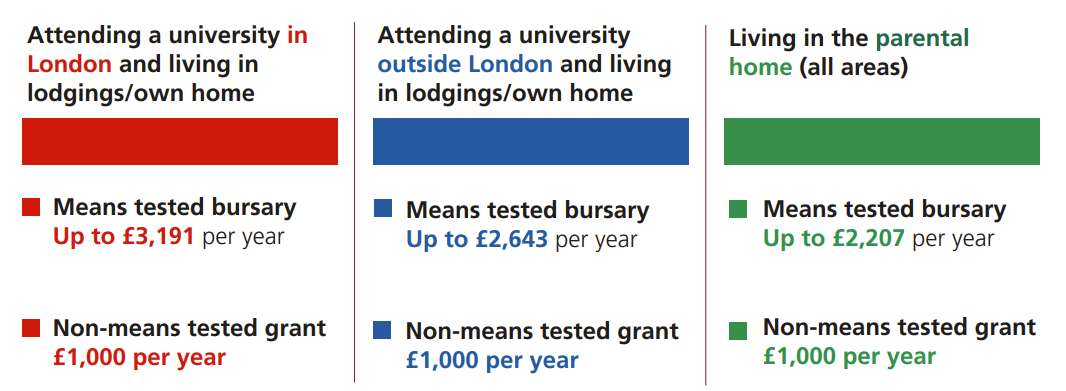 Attending a university in
London and living in
lodgings/own home
Means tested bursary
Up to £3,191 per year
Non-means tested grant
£1,000 per year
Attending a university
outside London and living
in lodgings/own home
Means tested bursary
Up to £2,643 per year
Non-means tested grant
£1,000 per year
Living in the parental
home (all areas)
Means tested bursary
Up to £2,207 per year
Non-means tested grant
£1,000 per year